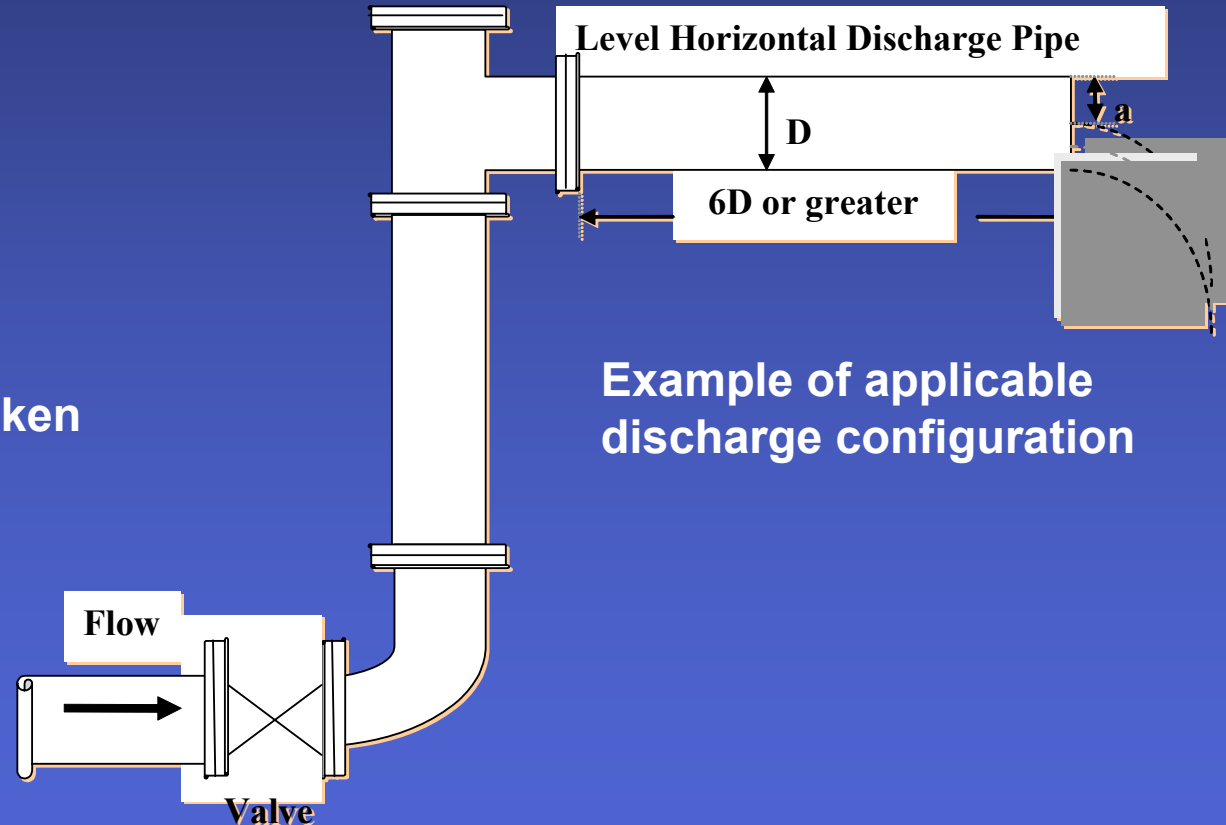 Level Horizontal Discharge Pipe
a
D
6D or greater
Example of applicable
discharge configuration
ken
Flow
Valve